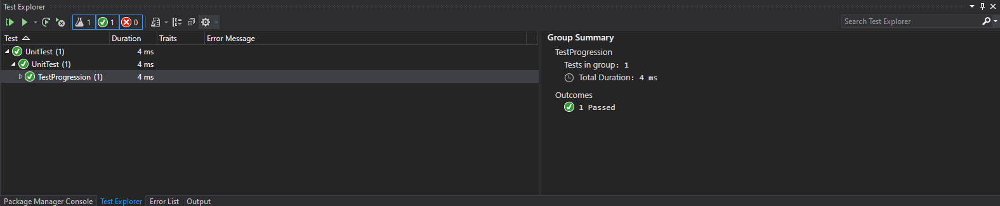 Test Explorer
1 1 0
Search Test Explorer
Test Duration Traits Error Message
UnitTest (1) 4 ms
UnitTest (1) 4 ms
TestProgression (1) 4 ms
Group Summary
TestProgression
Tests in group: 1
Total Duration: 4 ms
Outcomes
1 Passed
Package Manager Console Test Explorer Error List Output